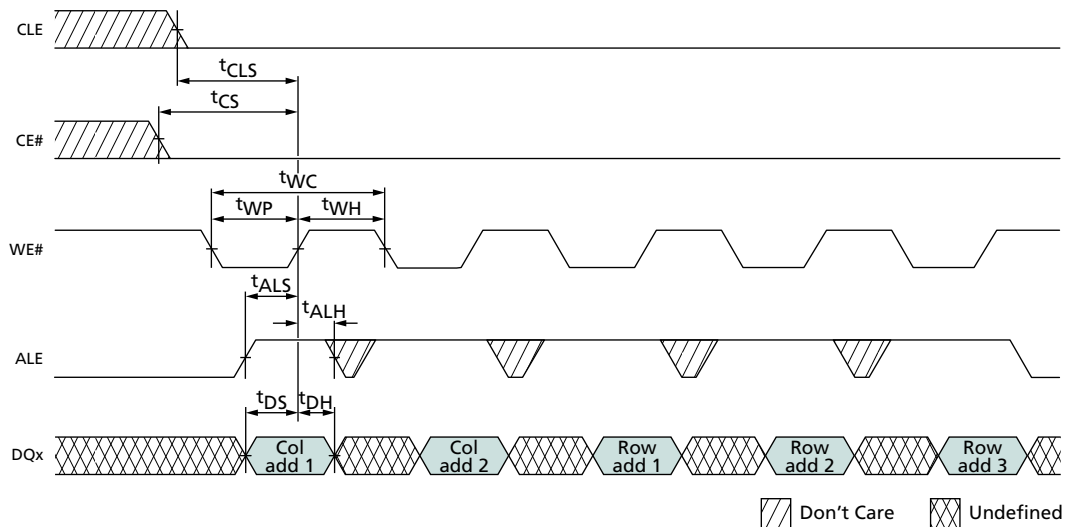 CLE
tCLS
tCS
CE#
tWC
tWP
tWH
WE#
tALS
tALH
ALE
tDS
tDH
DQx
Col add 1
Col add 2
Row add 1
Row add 2
Row add 3
Don't Care
Undefined